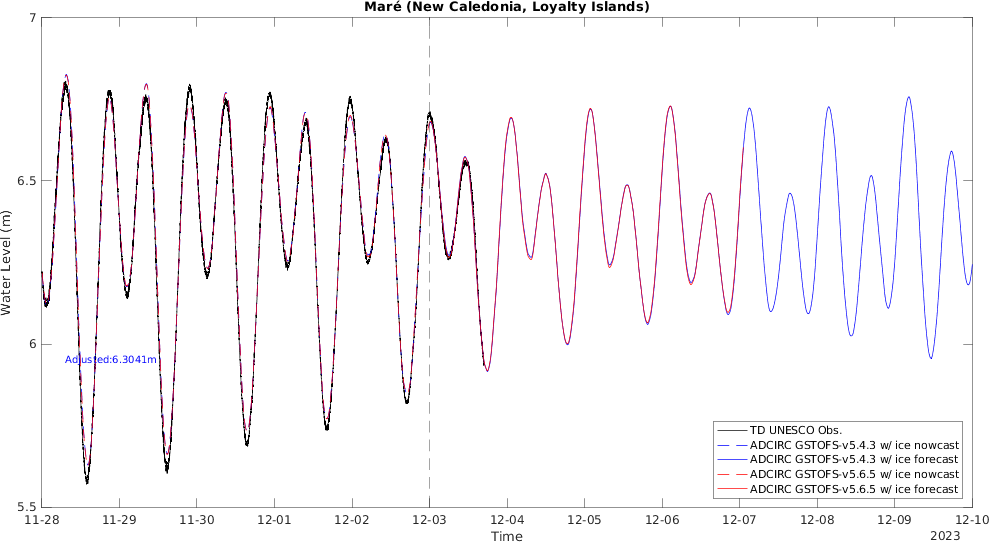 Maré (New Caledonia, Loyalty Islands)
7
6.5
6
5.5
Water Level (m)
Adjusted:6.3041m
TD UNESCO Obs.
ADCIRC GSTOFS-v5.4.3 w/ ice nowcast
ADCIRC GSTOFS-v5.4.3 w/ ice forecast
ADCIRC GSTOFS-v5.6.5 w/ ice nowcast
ADCIRC GSTOFS-v5.6.5 w/ ice forecast
11-28 11-29 11-30 12-01 12-02 12-03 12-04 12-05 12-06 12-07 12-08 12-09 12-10
Time
2023